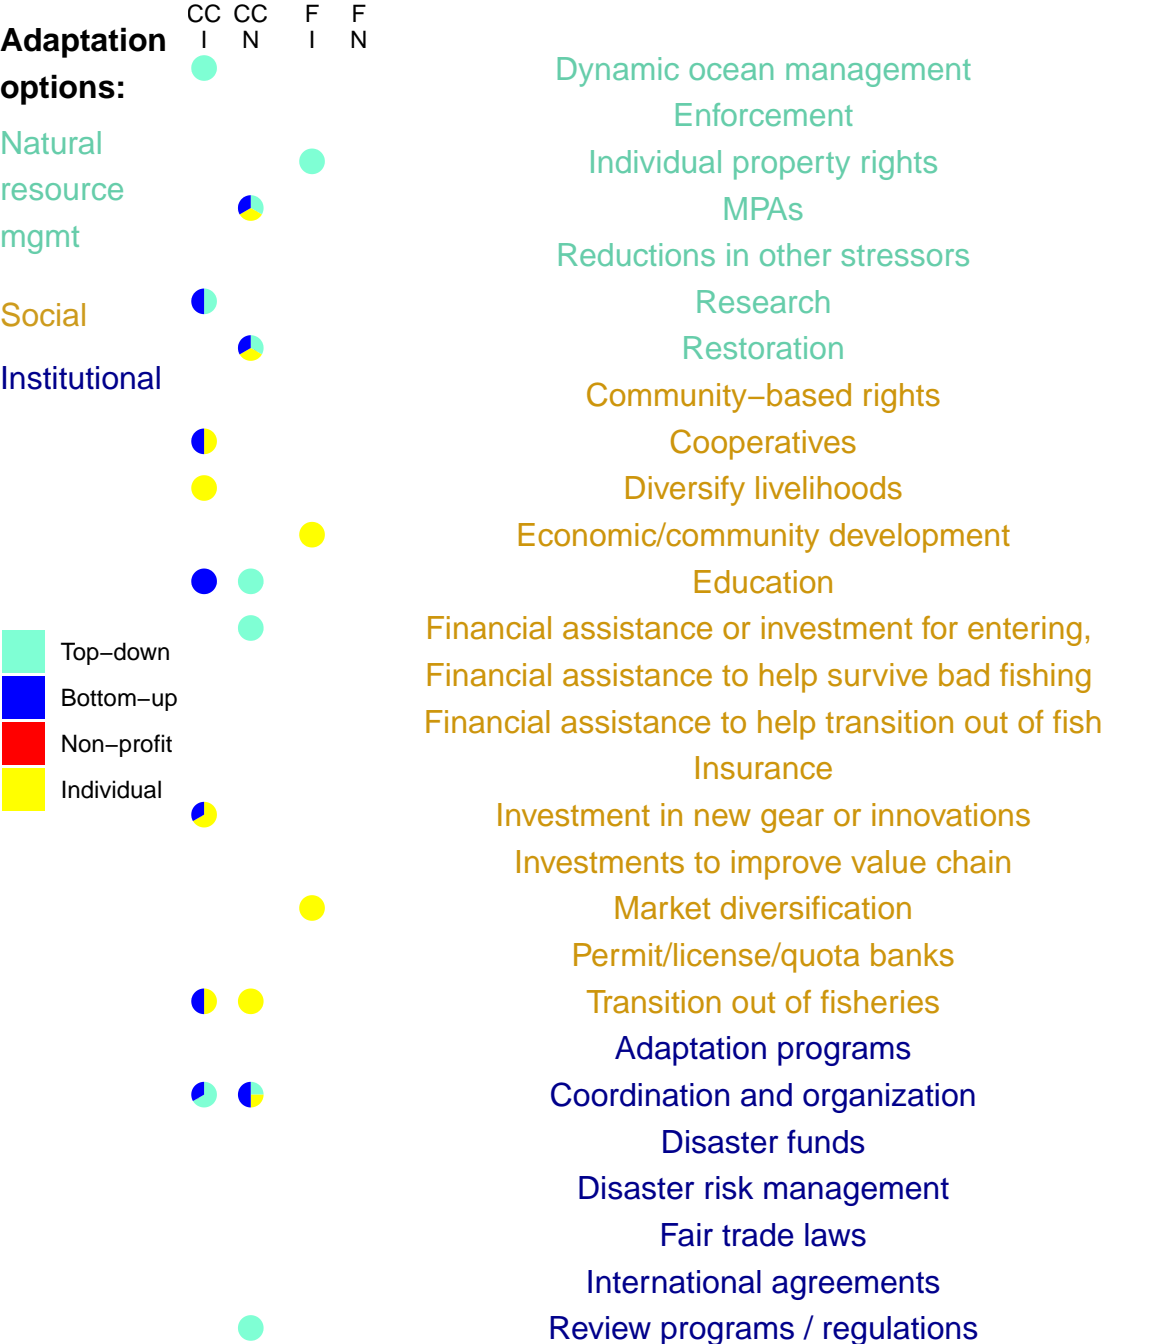 CC CC F F
I N I N
Adaptation
options:
Natural
resource
mgmt
Social
Institutional
Top−down
Bottom−up
Non−profit
Individual
Dynamic ocean management
Enforcement
Individual property rights
MPAs
Reductions in other stressors
Research
Restoration
Community−based rights
Cooperatives
Diversify livelihoods
Economic/community development
Education
Financial assistance or investment for entering,
Financial assistance to help survive bad fishing
Financial assistance to help transition out of fish
Insurance
Investment in new gear or innovations
Investments to improve value chain
Market diversification
Permit/license/quota banks
Transition out of fisheries
Adaptation programs
Coordination and organization
Disaster funds
Disaster risk management
Fair trade laws
International agreements
Review programs / regulations